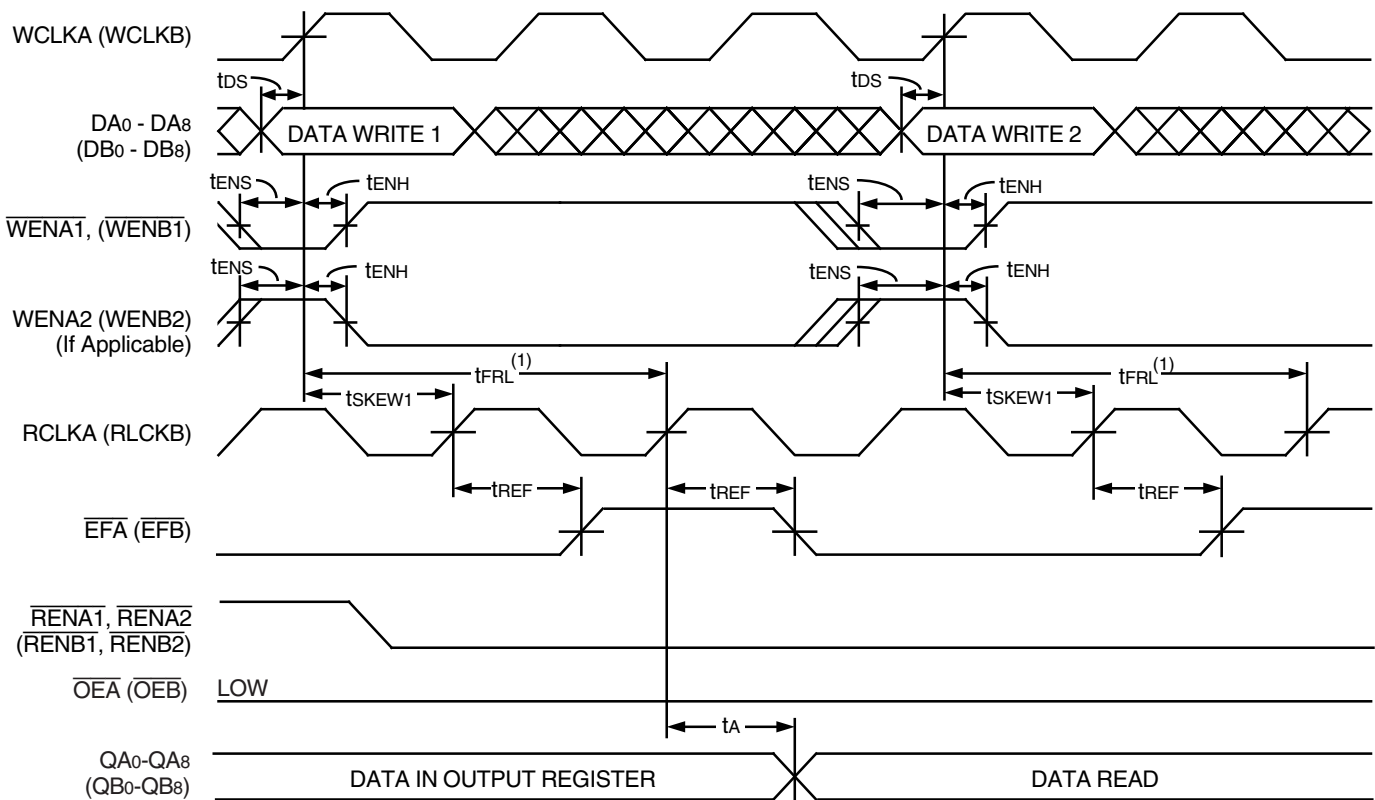 WCLKA (WCLKB)
tDS
tDS
DA0 - DA8
(DB0 - DB8)
DATA WRITE 1
DATA WRITE 2
tENS
tENH
tENS
tENH
WENA1, (WENB1)
tENS
tENH
tENS
tENH
WENA2 (WENB2)
(If Applicable)
tFRL(1)
tFRL(1)
tSKEW1
tSKEW1
RCLKA (RLCKB)
tREF
tREF
tREF
EFA (EFB)
RENA1, RENA2
(RENB1, RENB2)
OEA (OEB)
LOW
tA
QA0-QA8
(QB0-QB8)
DATA IN OUTPUT REGISTER
DATA READ